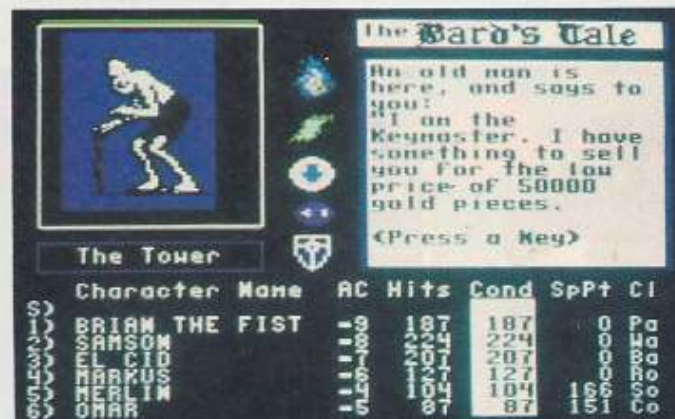 The Bard's Tale
An old man is
here, and says to
you:
"I am the
Keymaster. I have
something to sell
you for the low
price of 50000
gold pieces.
<Press a Key>
The Tower
Character Name AC Hits Cond SpPt Cl
S>
1> BRIAN THE FIST -9 187 187 0 Pa
2> SAMSON -8 224 224 0 Wa
3> EL CID -7 207 207 0 Ba
4> MARKUS -6 127 127 0 Ro
5> MERLIN -4 104 104 166 So
6> OMAR -5 87 87 151 Co